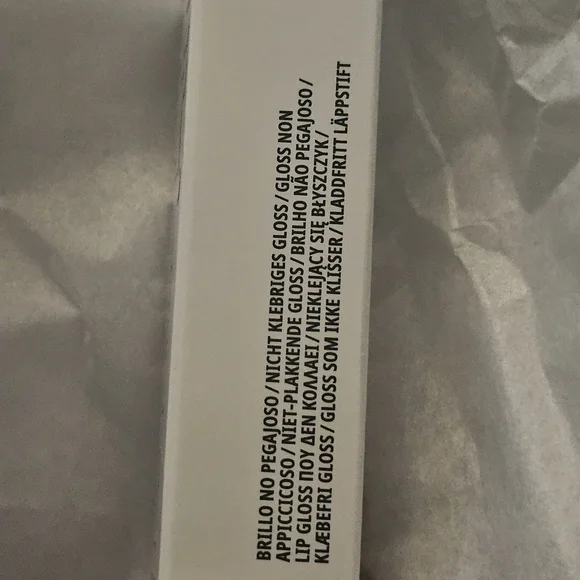 BRILLO NO PEGAJOSO / NICHT KLEBRIGES GLOSS / GLOSS NON
APPICCICOSO / NIET-PLAKKENDE GLOSS / BRILHO NÃO PEGAJOSO /
LIP GLOSS ΠΟΥ ΔΕΝ ΚΟΛΛΑΕΙ / NIEKLEJĄCY SIĘ BŁYSZCZYK /
KLÆBEFRI GLOSS / GLOSS SOM IKKE KLISSER / KLADDFRITT LÄPPSTIFT